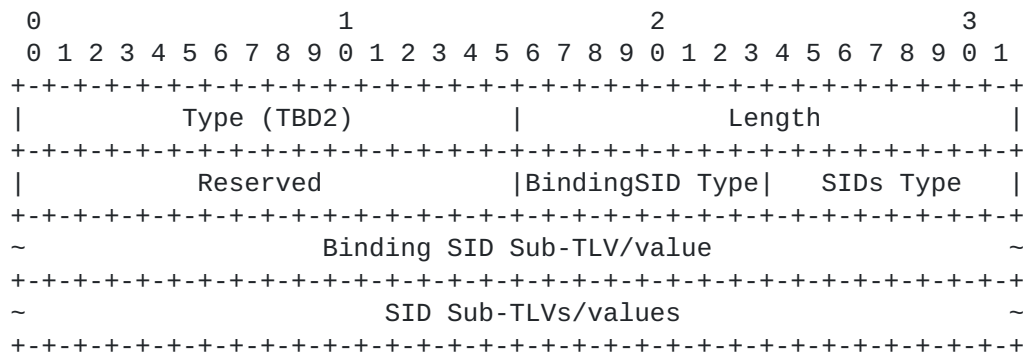 0                   1                   2                   3
 0 1 2 3 4 5 6 7 8 9 0 1 2 3 4 5 6 7 8 9 0 1 2 3 4 5 6 7 8 9 0 1
+-+-+-+-+-+-+-+-+-+-+-+-+-+-+-+-+-+-+-+-+-+-+-+-+-+-+-+-+-+-+-+-+
|          Type (TBD2)          |             Length            |
+-+-+-+-+-+-+-+-+-+-+-+-+-+-+-+-+-+-+-+-+-+-+-+-+-+-+-+-+-+-+-+-+
|           Reserved            |BindingSID Type|   SIDs Type   |
+-+-+-+-+-+-+-+-+-+-+-+-+-+-+-+-+-+-+-+-+-+-+-+-+-+-+-+-+-+-+-+-+
~                   Binding SID Sub-TLV/value                   ~
+-+-+-+-+-+-+-+-+-+-+-+-+-+-+-+-+-+-+-+-+-+-+-+-+-+-+-+-+-+-+-+-+
~                       SID Sub-TLVs/values                     ~
+-+-+-+-+-+-+-+-+-+-+-+-+-+-+-+-+-+-+-+-+-+-+-+-+-+-+-+-+-+-+-+-+